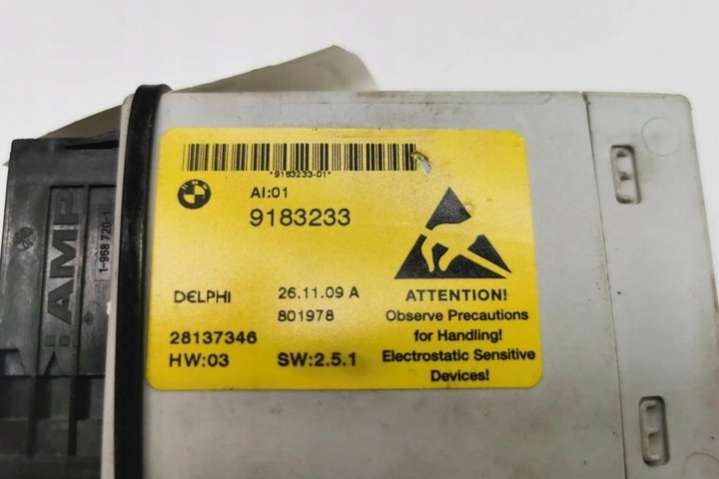 *9183233-01*
AI:01
9183233
DELPHI
26.11.09 A
801978
28137346
HW:03
SW:2.5.1
ATTENTION!
Observe Precautions
for Handling!
Electrostatic Sensitive
Devices!
AMP
1-968 720-1